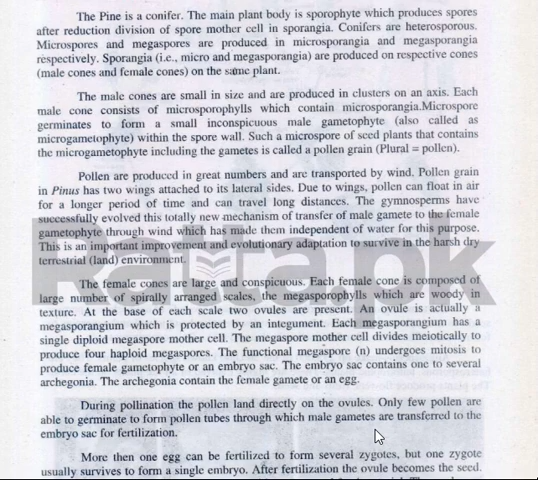 The Pine is a conifer. The main plant body is sporophyte which produces spores
after reduction division of spore mother cell in sporangia. Conifers are heterosporous.
Microspores and megaspores are produced in microsporangia and megasporangia
respectively. Sporangia (i.e., micro and megasporangia) are produced on respective cones
(male cones and female cones) on the same plant.
The male cones are small in size and are produced in clusters on an axis. Each
male cone consists of microsporophylls which contain microsporangia.Microspore
germinates to form a small inconspicuous male gametophyte (also called as
microgametophyte) within the spore wall. Such a microspore of seed plants that contains
the microgametophyte including the gametes is called a pollen grain (Plural = pollen).
Pollen are produced in great numbers and are transported by wind. Pollen grain
in Pinus has two wings attached to its lateral sides. Due to wings, pollen can float in air
for a longer period of time and can travel long distances. The gymnosperms have
successfully evolved this totally new mechanism of transfer of male gamete to the female
gametophyte through wind which has made them independent of water for this purpose.
This is an important improvement and evolutionary adaptation to survive in the harsh dry
terrestrial (land) environment.
Ratta.pk
The female cones are large and conspicuous. Each female cone is composed of
large number of spirally arranged scales, the megasporophylls which are woody in
texture. At the base of each scale two ovules are present. An ovule is actually a
megasporangium which is protected by an integument. Each megasporangium has a
single diploid megaspore mother cell. The megaspore mother cell divides meiotically to
produce four haploid megaspores. The functional megaspore (n) undergoes mitosis to
produce female gametophyte or an embryo sac. The embryo sac contains one to several
archegonia. The archegonia contain the female gamete or an egg.
During pollination the pollen land directly on the ovules. Only few pollen are
able to germinate to form pollen tubes through which male gametes are transferred to the
embryo sac for fertilization.
More then one egg can be fertilized to form several zygotes, but one zygote
usually survives to form a single embryo. After fertilization the ovule becomes the seed.